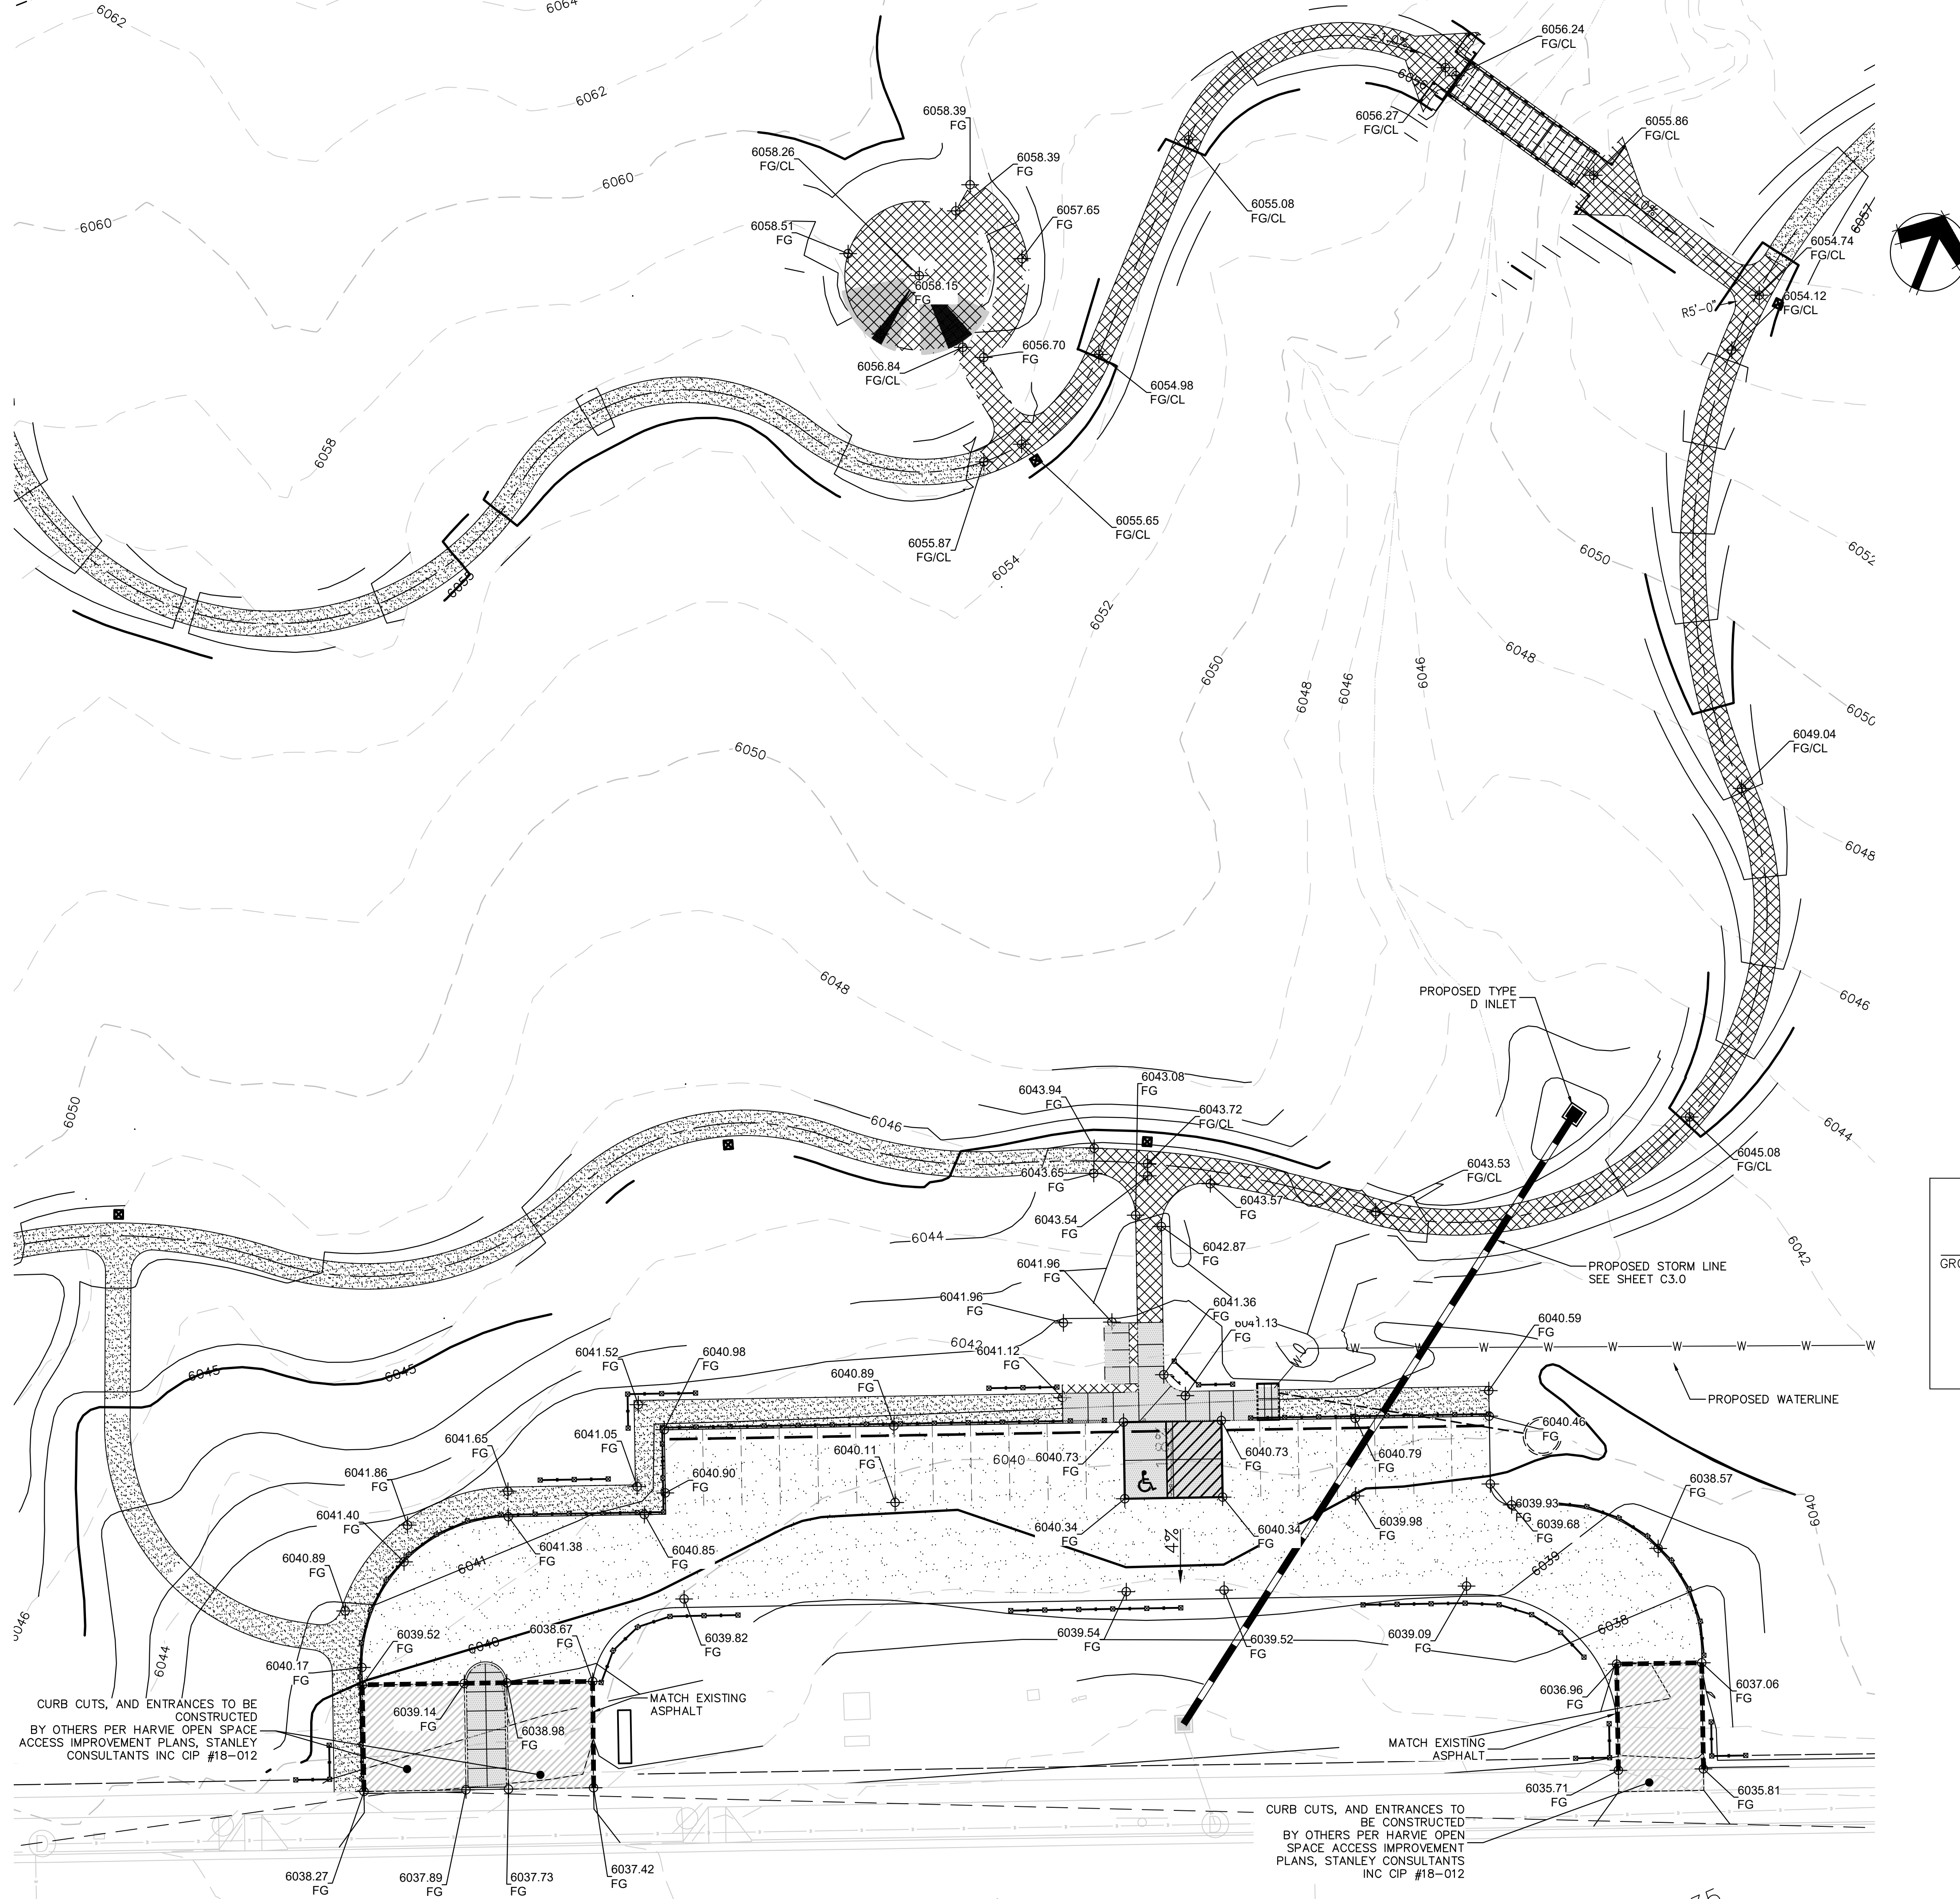 6062
6064
6056.24
FG/CL
6062
6058.39
FG
6056.27
FG/CL
6055.86
FG/CL
6058.26
FG/CL
6058.39
FG
6060
6060
6055.08
FG/CL
6057.65
FG
6057
6058.51
FG
6054.74
FG/CL
6058.15
FG
6054.12
FG/CL
R5'-0"
6056.70
FG
6056.84
FG/CL
6054.98
FG/CL
6058
6055.65
FG/CL
6055.87
FG/CL
6054
6050
6052
6055
6052
6050
6048
6048
6046
6046
6050
6049.04
FG/CL
6050
6048
6048
6046
PROPOSED TYPE
D INLET
6050
6043.94
FG
6043.08
FG
6043.72
FG/CL
6046
6044
6045.08
FG/CL
6043.65
FG
6043.53
FG/CL
6043.57
FG
6043.54
FG
6044
6042.87
FG
6042
6041.96
FG
PROPOSED STORM LINE
SEE SHEET C3.0
GRO
6041.96
FG
6041.36
FG
6041.13
FG
6040.59
FG
6042
6041.52
FG
6040.98
FG
6041.12
FG
W W W W W W W W W
6045
6045
6040.89
FG
PROPOSED WATERLINE
6040.46
FG
6041.65
FG
6041.05
FG
6040.11
FG
6040
6040.73
FG
6040.73
FG
6040.79
FG
6041.86
FG
6040.90
FG
6038.57
FG
6040
6041.40
FG
6039.93
FG
6039.68
FG
6041.38
FG
6040.85
FG
6040.34
FG
6040.34
FG
6039.98
FG
4%
6040.89
FG
6041
6039
6046
6044
6039.52
FG
6040
6038.67
FG
6039.82
FG
6039.54
FG
6039.52
FG
6039.09
FG
6038
6040.17
FG
6036.96
FG
6037.06
FG
CURB CUTS, AND ENTRANCES TO BE
CONSTRUCTED
BY OTHERS PER HARVIE OPEN SPACE
ACCESS IMPROVEMENT PLANS, STANLEY
CONSULTANTS INC CIP #18-012
6039.14
FG
6038.98
FG
MATCH EXISTING
ASPHALT
MATCH EXISTING
ASPHALT
6035.71
FG
6035.81
FG
CURB CUTS, AND ENTRANCES TO
BE CONSTRUCTED
BY OTHERS PER HARVIE OPEN
SPACE ACCESS IMPROVEMENT
PLANS, STANLEY CONSULTANTS
INC CIP #18-012
D
D
6038.27
FG
6037.89
FG
6037.73
FG
6037.42
FG